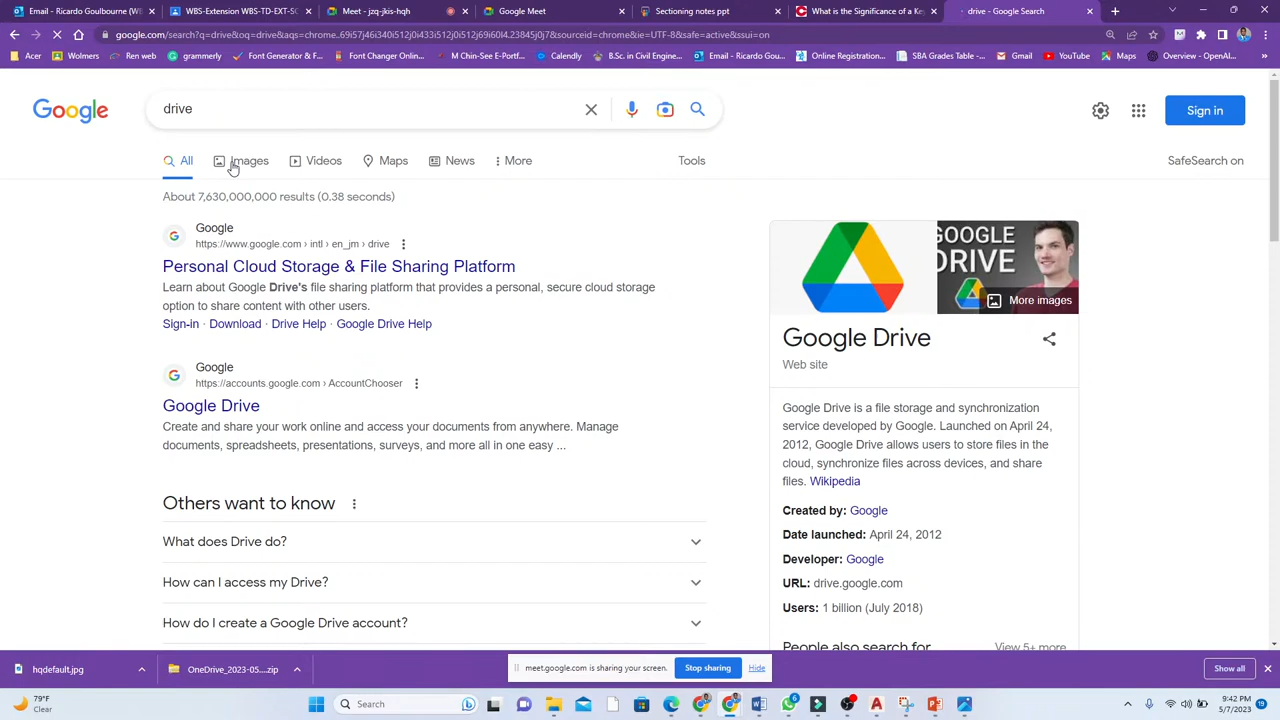 Email - Ricardo Goulbourne (WB
WBS-Extension WBS-TD-EXT-SC
Meet - jzq-jks-hqh
Google Meet
Sectioning notes ppt
What is the Significance of a Ke
drive - Google Search
google.com/search?q=drive&oq=drive&aqs=chrome..69i57j46i340i512j0i433i512j0i512j69i60l4.23845j0j7&sourceid=chrome&ie=UTF-8&safe=active&ssui=on
Acer
Wolmers
Ren web
grammerly
Font Generator & F...
Font Changer Onlin...
M Chin-See E-Portf...
Calendly
B.Sc in Civil Engin...
Email - Ricardo Gou...
Online Registration...
SBA Grades Table -...
Gmail
YouTube
Maps
Overview - OpenAI...
Google
drive
Sign in
All
Images
Videos
Maps
News
More
Tools
SafeSearch on
About 7,630,000,000 results (0.38 seconds)
Google
https://www.google.com › intl › en_jm › drive
Personal Cloud Storage & File Sharing Platform
Learn about Google Drive's file sharing platform that provides a personal, secure cloud storage
option to share content with other users.
Sign-in · Download · Drive Help · Google Drive Help
Google
https://accounts.google.com › AccountChooser
Google Drive
Create and share your work online and access your documents from anywhere. Manage
documents, spreadsheets, presentations, surveys, and more all in one easy ...
Others want to know
What does Drive do?
How can I access my Drive?
How do I create a Google Drive account?
GOOGLE
DRIVE
More images
Google Drive
Web site
Google Drive is a file storage and synchronization
service developed by Google. Launched on April 24,
2012, Google Drive allows users to store files in the
cloud, synchronize files across devices, and share
files. Wikipedia
Created by: Google
Date launched: April 24, 2012
Developer: Google
URL: drive.google.com
Users: 1 billion (July 2018)
People also search for
View 5+ more
hqdefault.jpg
OneDrive_2023-05....zip
meet.google.com is sharing your screen.
Stop sharing
Hide
Show all
79°F
Clear
Search
6
9:42 PM
5/7/2023
19